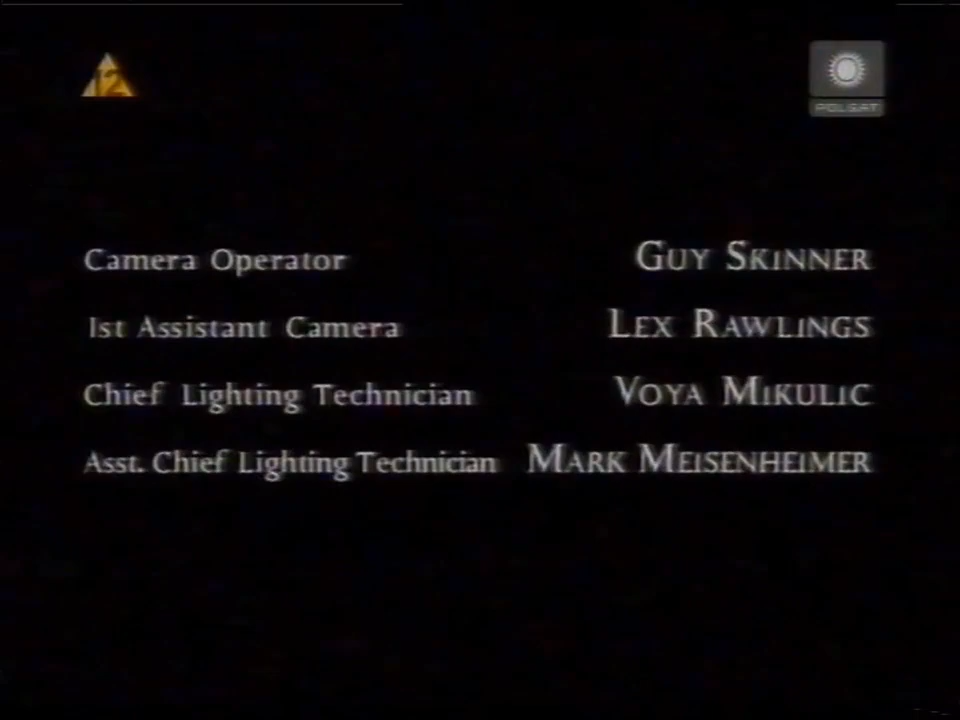 12
POLSAT
Camera Operator GUY SKINNER
1st Assistant Camera LEX RAWLINGS
Chief Lighting Technician VOYA MIKULIC
Asst. Chief Lighting Technician MARK MEISENHEIMER